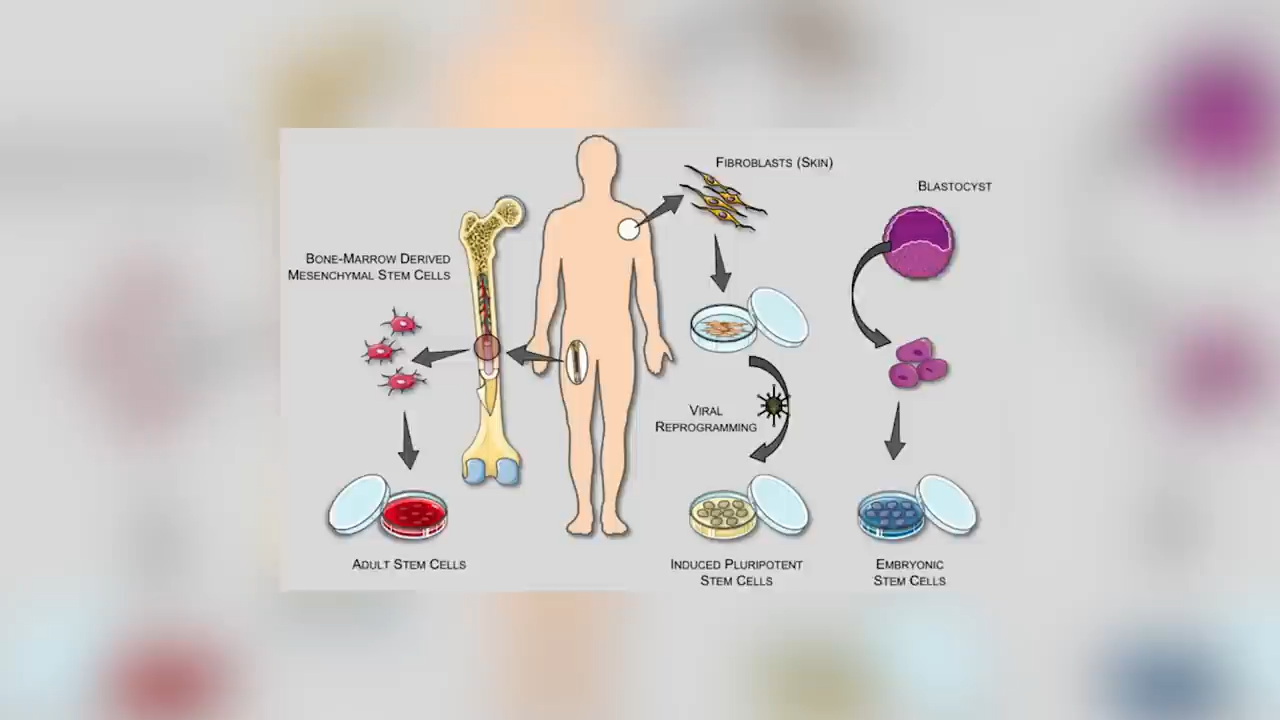 FIBROBLASTS (SKIN)
BLASTOCYST
BONE-MARROW DERIVED
MESENCHYMAL STEM CELLS
VIRAL
REPROGRAMMING
ADULT STEM CELLS
INDUCED PLURIPOTENT
STEM CELLS
EMBRYONIC
STEM CELLS